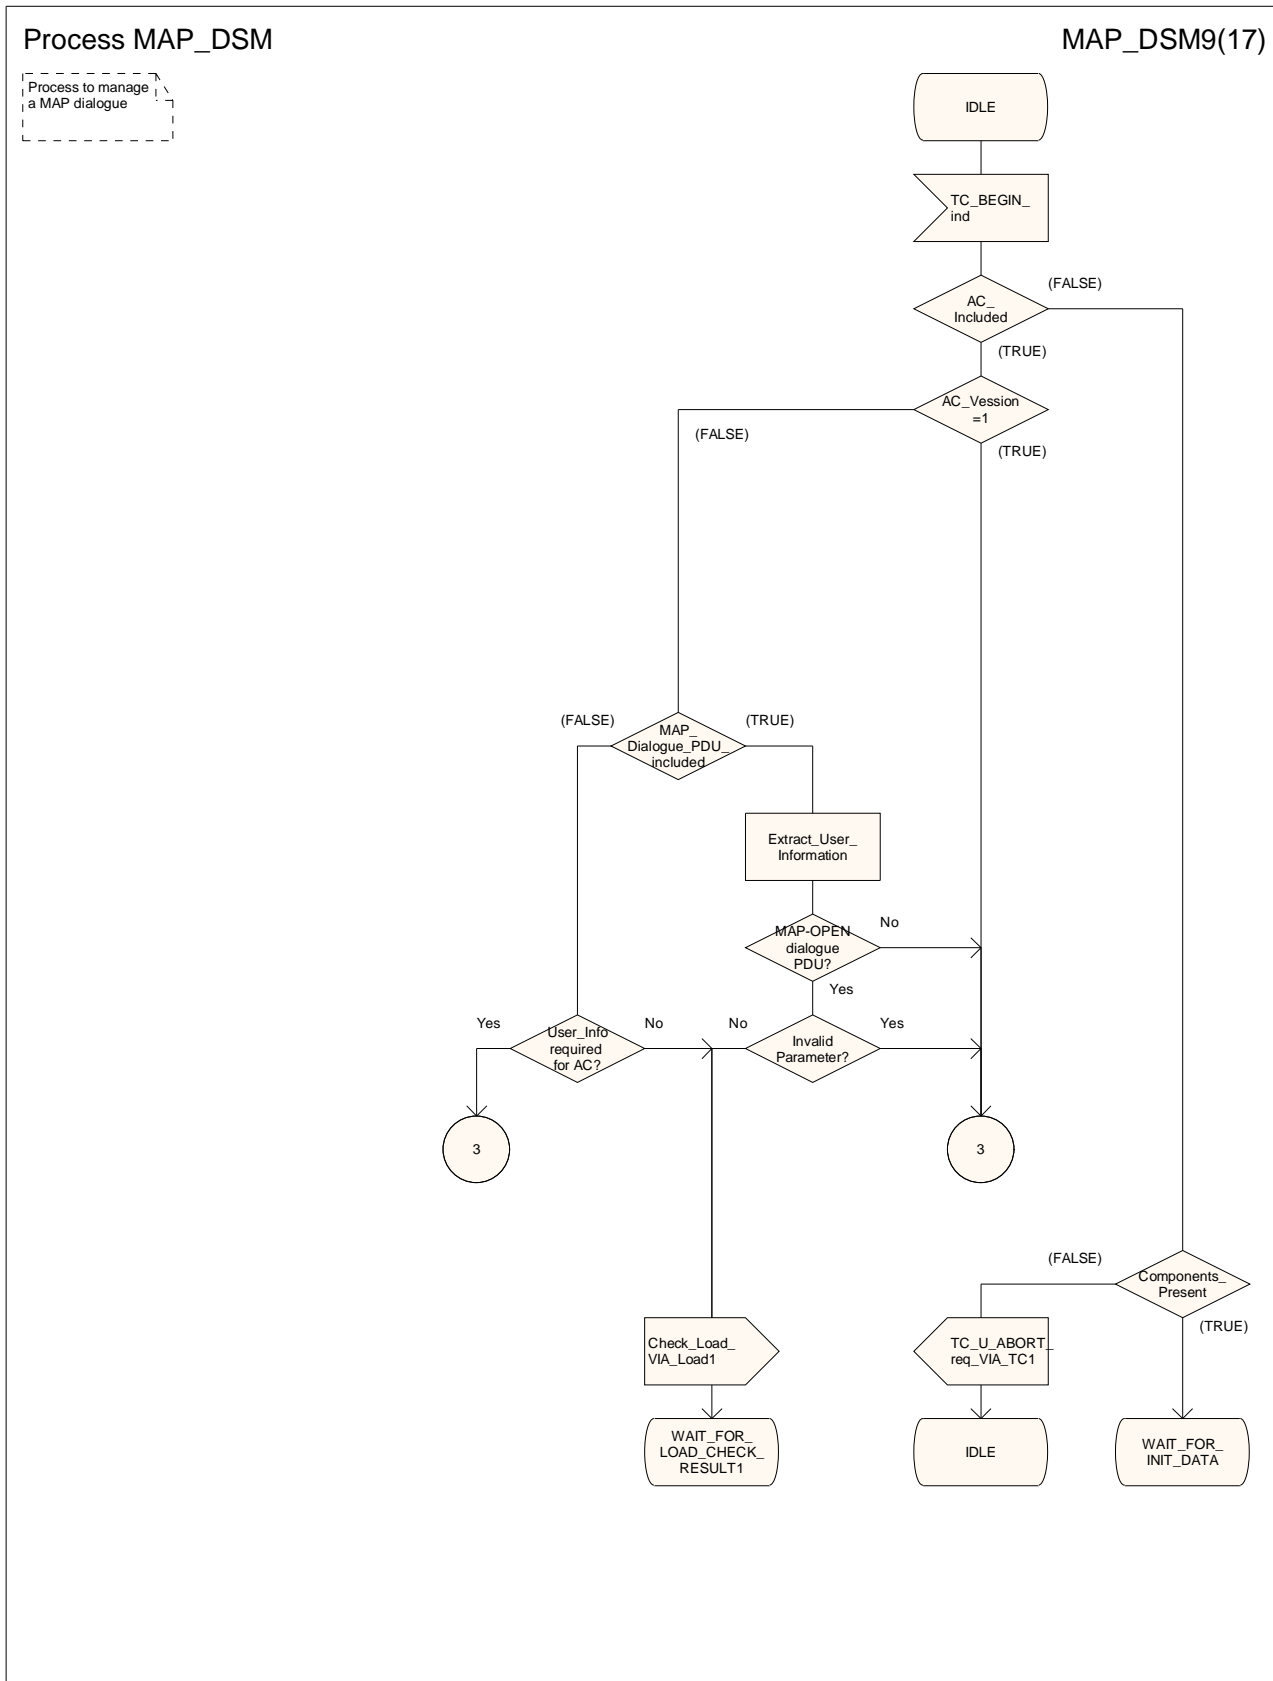 Process MAP_DSM
MAP_DSM9(17)
Process to manage
a MAP dialogue
IDLE
TC_BEGIN_
ind
(FALSE)
AC_
Included
(TRUE)
AC_Vession
=1
(FALSE)
(TRUE)
(FALSE)
(TRUE)
MAP_
Dialogue_PDU_
included
Extract_User_
Information
No
MAP-OPEN
dialogue
PDU?
Yes
Yes
No
No
Yes
User_Info
required
for AC?
Invalid
Parameter?
3
3
(FALSE)
Components_
Present
(TRUE)
Check_Load_
VIA_Load1
TC_U_ABORT_
req_VIA_TC1
WAIT_FOR_
LOAD_CHECK_
RESULT1
IDLE
WAIT_FOR_
INIT_DATA